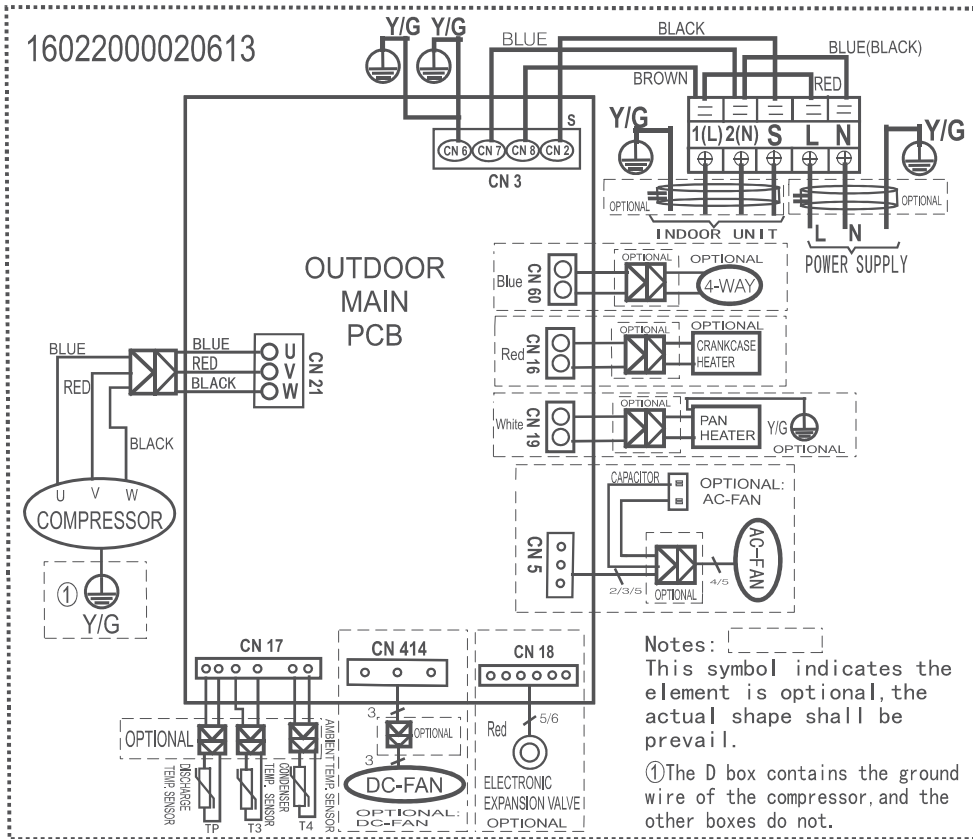 16022000020613
Y/G
Y/G
BLUE
BLACK
BLUE(BLACK)
BROWN
RED
S
CN 6
CN 7
CN 8
CN 2
CN 3
Y/G
1(L)
2(N)
S
L
N
Y/G
OPTIONAL
OPTIONAL
INDOOR UNIT
L
N
POWER SUPPLY
OUTDOOR
MAIN
PCB
Blue
CN 60
OPTIONAL
OPTIONAL
4-WAY
Red
CN 16
OPTIONAL
OPTIONAL
CRANKCASE
HEATER
White
CN 19
OPTIONAL
PAN
HEATER
Y/G
OPTIONAL
BLUE
RED
BLUE
RED
BLACK
U
V
W
CN 21
BLACK
U
V
W
COMPRESSOR
①
Y/G
CAPACITOR
OPTIONAL:
AC-FAN
CN 5
2/3/5
OPTIONAL
4/5
AC-FAN
CN 17
OPTIONAL
DISCHARGE
TEMP. SENSOR
TP
CONDENSER
TEMP. SENSOR
T3
AMBIENT TEMP. SENSOR
T4
CN 414
3
OPTIONAL
3
DC-FAN
OPTIONAL:
DC-FAN
CN 18
Red
5/6
ELECTRONIC
EXPANSION VALVE
OPTIONAL
Notes:
This symbol indicates the
element is optional, the
actual shape shall be
prevail.
①The D box contains the ground
wire of the compressor, and the
other boxes do not.